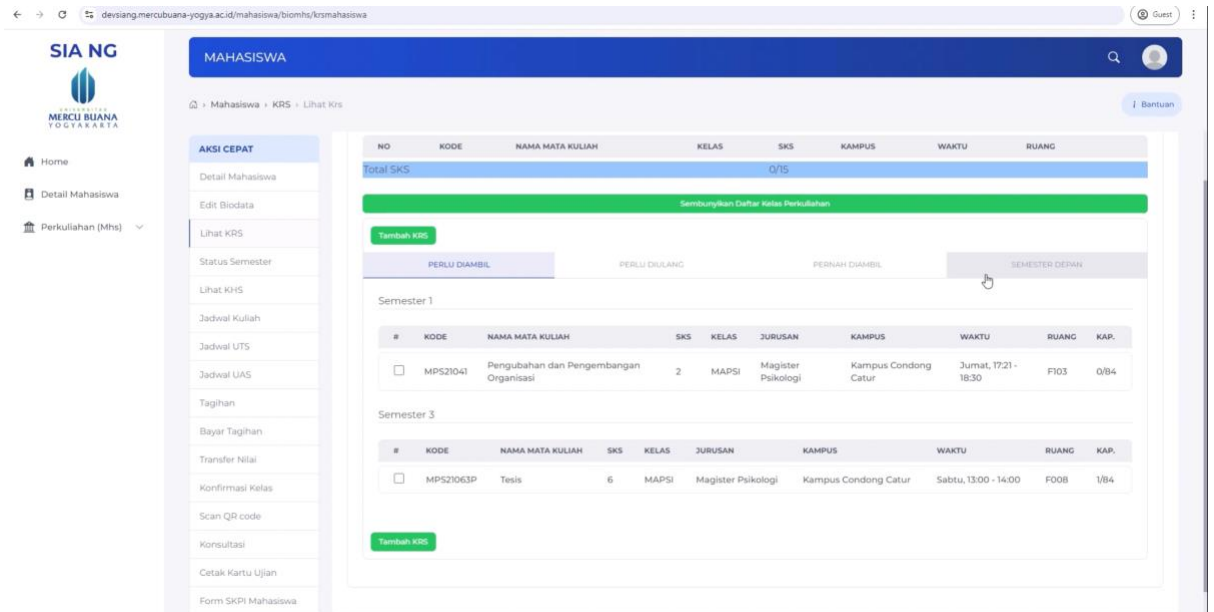 devsiang.mercubuana-yogya.ac.id/mahasiswa/biomhs/krsmahasiswa
Guest
SIA NG
UNIVERSITAS
MERCU BUANA
YOGYAKARTA
Home
Detail Mahasiswa
Perkuliahan (Mhs)
MAHASISWA
Mahasiswa › KRS › Lihat Krs
Bantuan
AKSI CEPAT
Detail Mahasiswa
Edit Biodata
Lihat KRS
Status Semester
Lihat KHS
Jadwal Kuliah
Jadwal UTS
Jadwal UAS
Tagihan
Bayar Tagihan
Transfer Nilai
Konfirmasi Kelas
Scan QR code
Konsultasi
Cetak Kartu Ujian
Form SKPI Mahasiswa
NO KODE NAMA MATA KULIAH KELAS SKS KAMPUS WAKTU RUANG
Total SKS 0/15
Sembunyikan Daftar Kelas Perkuliahan
Tambah KRS
PERLU DIAMBIL PERLU DIULANG PERNAH DIAMBIL SEMESTER DEPAN
Semester 1
# KODE NAMA MATA KULIAH SKS KELAS JURUSAN KAMPUS WAKTU RUANG KAP.
MPS21041 Pengubahan dan Pengembangan Organisasi 2 MAPSI Magister Psikologi Kampus Condong Catur Jumat, 17:21 - 18:30 F103 0/84
Semester 3
# KODE NAMA MATA KULIAH SKS KELAS JURUSAN KAMPUS WAKTU RUANG KAP.
MPS21063P Tesis 6 MAPSI Magister Psikologi Kampus Condong Catur Sabtu, 13:00 - 14:00 F008 1/84
Tambah KRS